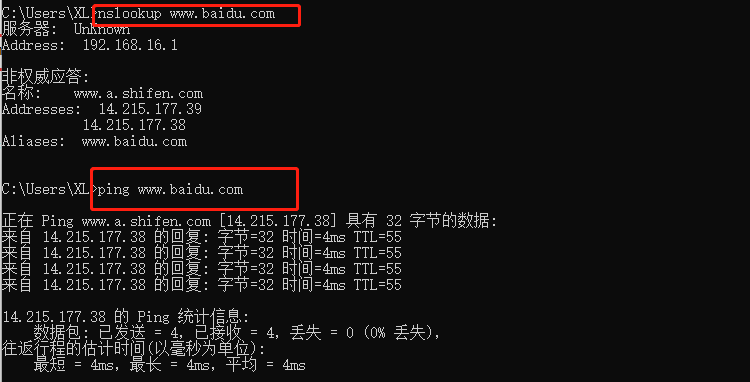 C:\Users\XL>nslookup www.baidu.com
服务器:  UnKnown
Address:  192.168.16.1
非权威应答:
名称:    www.a.shifen.com
Addresses:  14.215.177.39
14.215.177.38
Aliases:  www.baidu.com
C:\Users\XL>ping www.baidu.com
正在 Ping www.a.shifen.com [14.215.177.38] 具有 32 字节的数据:
来自 14.215.177.38 的回复: 字节=32 时间=4ms TTL=55
来自 14.215.177.38 的回复: 字节=32 时间=4ms TTL=55
来自 14.215.177.38 的回复: 字节=32 时间=4ms TTL=55
来自 14.215.177.38 的回复: 字节=32 时间=4ms TTL=55
14.215.177.38 的 Ping 统计信息:
数据包: 已发送 = 4, 已接收 = 4, 丢失 = 0 (0% 丢失),
往返行程的估计时间(以毫秒为单位):
最短 = 4ms, 最长 = 4ms, 平均 = 4ms